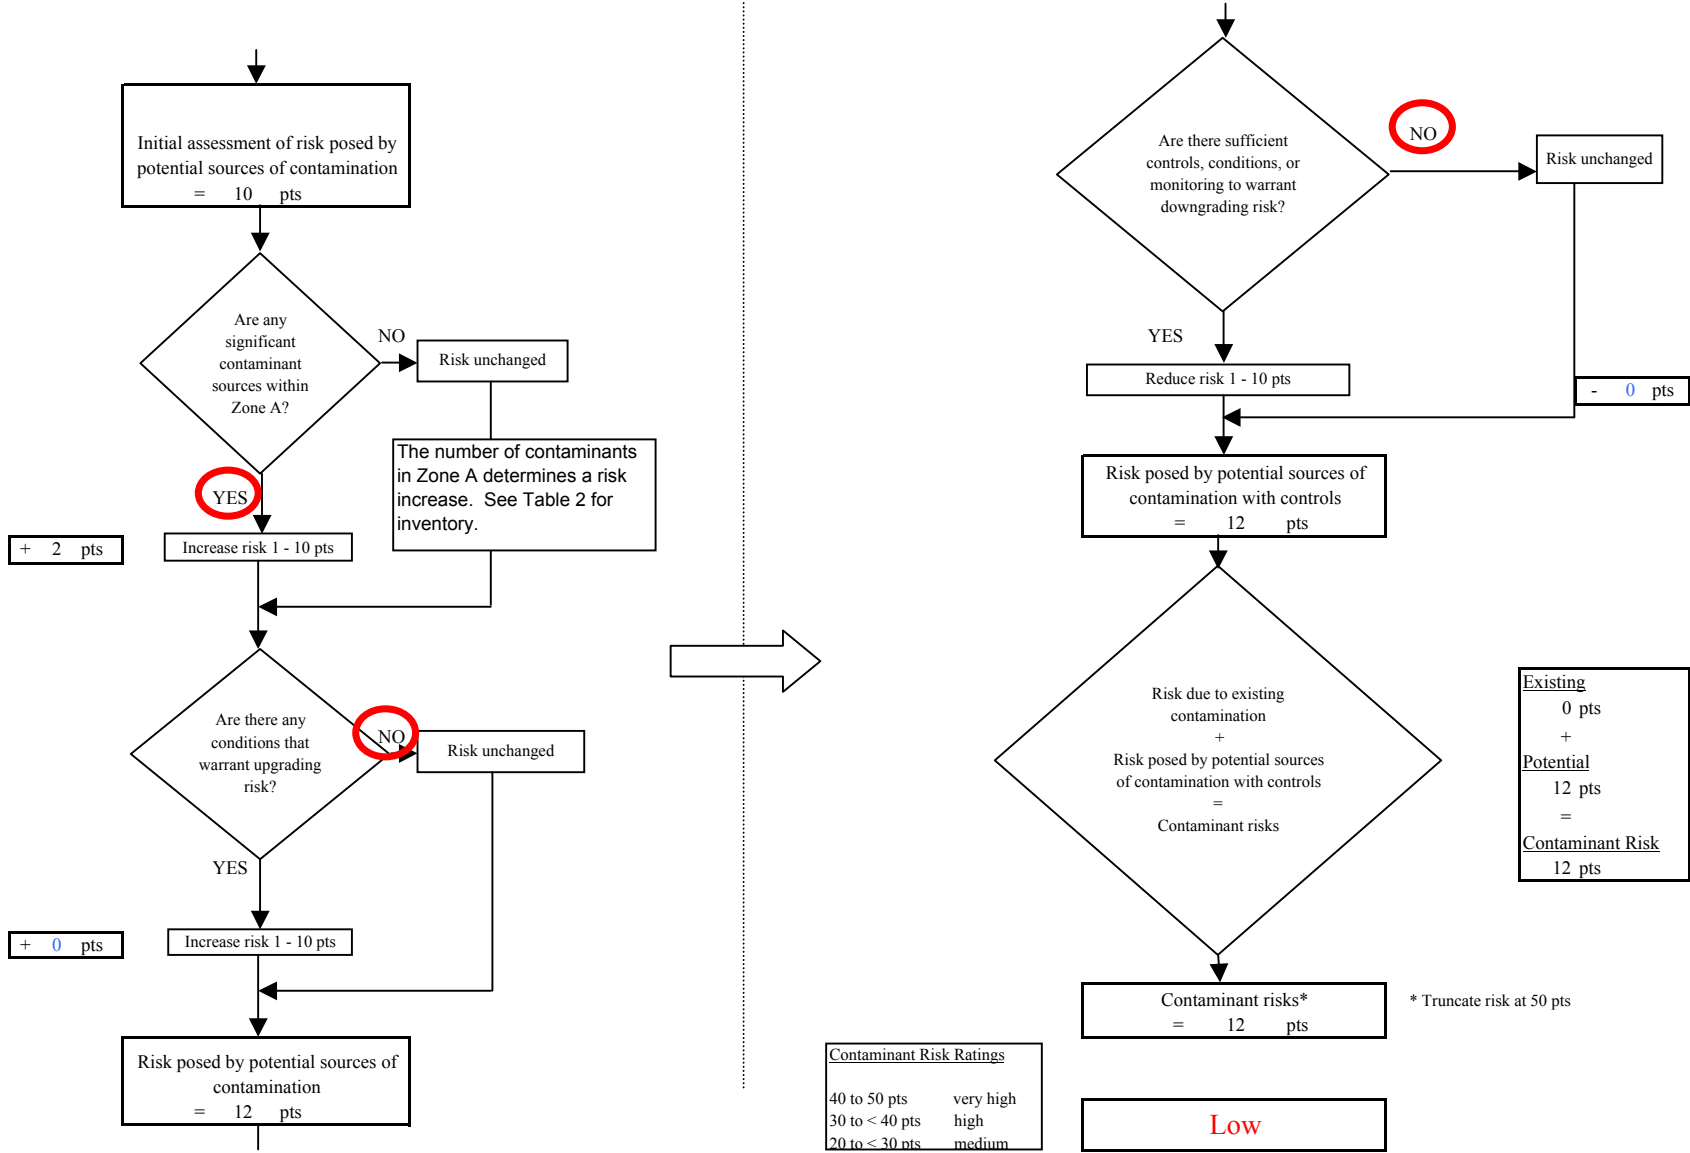 Initial assessment of risk posed by
potential sources of contamination
= 10 pts
Are any
significant
contaminant
sources within
Zone A?
NO
Risk unchanged
The number of contaminants
in Zone A determines a risk
increase. See Table 2 for
inventory.
YES
+ 2 pts
Increase risk 1 - 10 pts
Are there any
conditions that
warrant upgrading
risk?
NO
Risk unchanged
YES
+ 0 pts
Increase risk 1 - 10 pts
Risk posed by potential sources of
contamination
= 12 pts
Are there sufficient
controls, conditions, or
monitoring to warrant
downgrading risk?
NO
Risk unchanged
YES
Reduce risk 1 - 10 pts
- 0 pts
Risk posed by potential sources of
contamination with controls
= 12 pts
Risk due to existing
contamination
+
Risk posed by potential sources
of contamination with controls
=
Contaminant risks
Existing
0 pts
+
Potential
12 pts
=
Contaminant Risk
12 pts
Contaminant risks*
= 12 pts
* Truncate risk at 50 pts
Contaminant Risk Ratings
40 to 50 pts very high
30 to < 40 pts high
20 to < 30 pts medium
Low